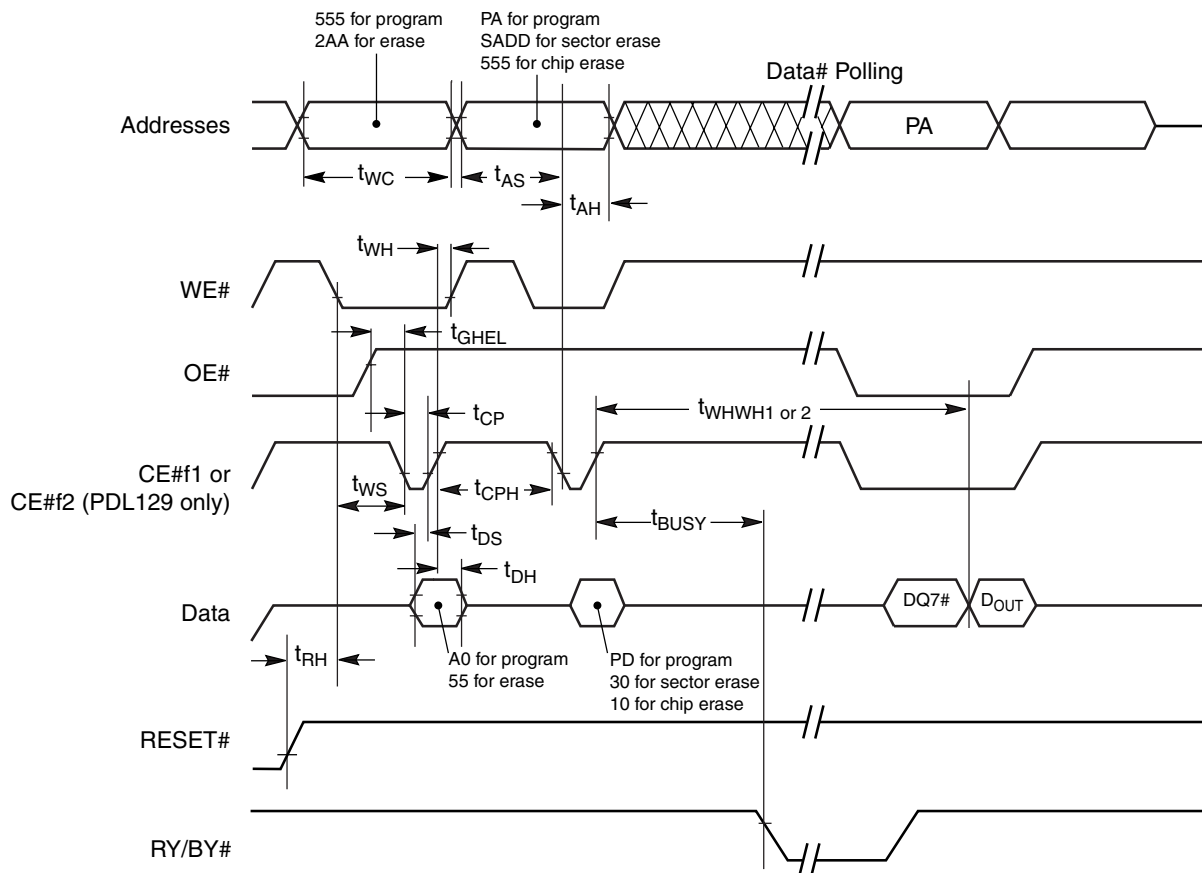 555 for program
2AA for erase
PA for program
SADD for sector erase
555 for chip erase
Data# Polling
Addresses
PA
tWC
tAS
tAH
tWH
WE#
tGHEL
OE#
tWHWH1 or 2
tCP
CE#f1 or
CE#f2 (PDL129 only)
tWS
tCPH
tBUSY
tDS
tDH
Data
DQ7#
DOUT
tRH
A0 for program
55 for erase
PD for program
30 for sector erase
10 for chip erase
RESET#
RY/BY#